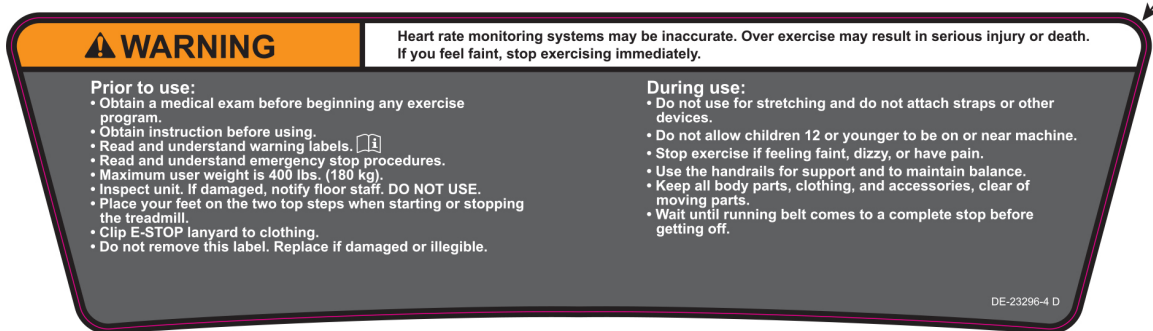 WARNING
Heart rate monitoring systems may be inaccurate. Over exercise may result in serious injury or death.
If you feel faint, stop exercising immediately.
Prior to use:
• Obtain a medical exam before beginning any exercise
program.
• Obtain instruction before using.
• Read and understand warning labels.
• Read and understand emergency stop procedures.
• Maximum user weight is 400 lbs. (180 kg).
• Inspect unit. If damaged, notify floor staff. DO NOT USE.
• Place your feet on the two top steps when starting or stopping
the treadmill.
• Clip E-STOP lanyard to clothing.
• Do not remove this label. Replace if damaged or illegible.
During use:
• Do not use for stretching and do not attach straps or other
devices.
• Do not allow children 12 or younger to be on or near machine.
• Stop exercise if feeling faint, dizzy, or have pain.
• Use the handrails for support and to maintain balance.
• Keep all body parts, clothing, and accessories, clear of
moving parts.
• Wait until running belt comes to a complete stop before
getting off.
DE-23296-4 D